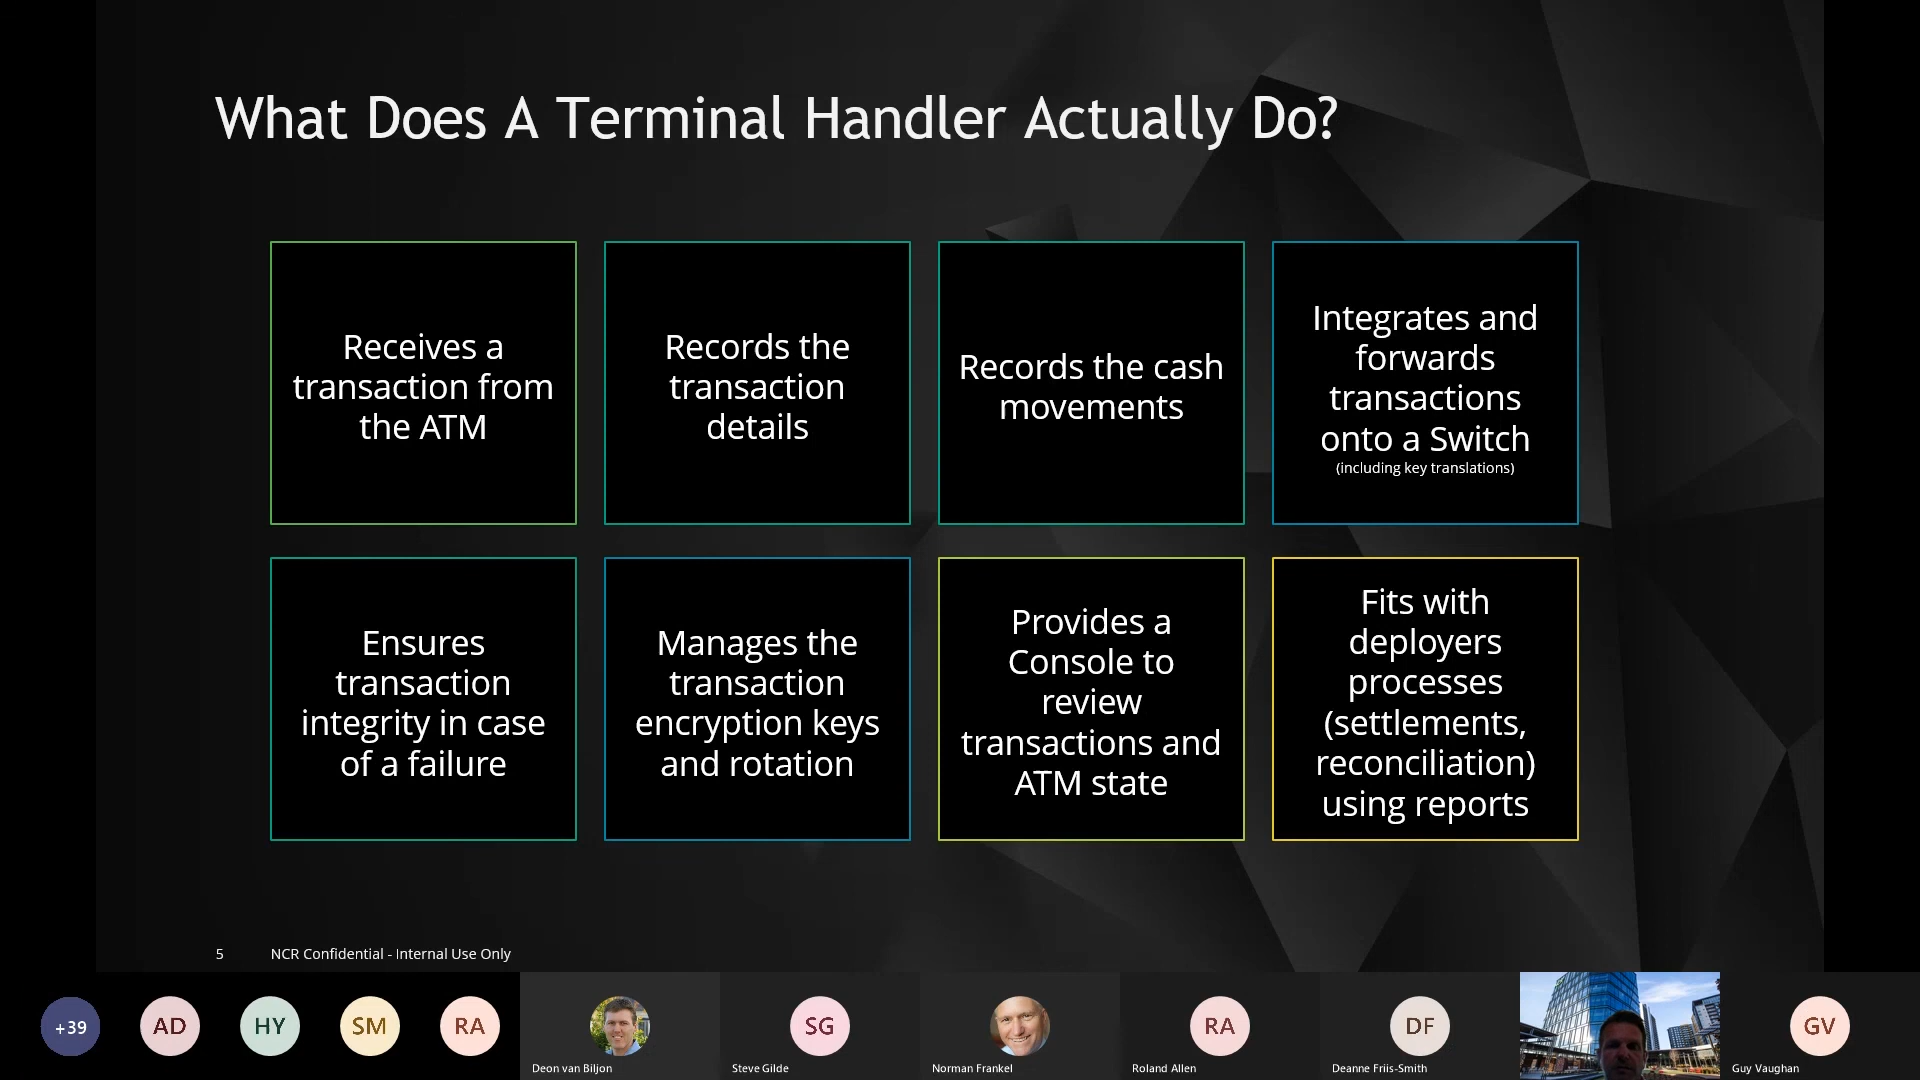 What Does A Terminal Handler Actually Do?
Receives a
transaction from
the ATM
Records the
transaction
details
Records the cash
movements
Integrates and
forwards
transactions
onto a Switch
(including key translations)
Ensures
transaction
integrity in case
of a failure
Manages the
transaction
encryption keys
and rotation
Provides a
Console to
review
transactions and
ATM state
Fits with
deployers
processes
(settlements,
reconciliation)
using reports
5
NCR Confidential - Internal Use Only
+39
AD
HY
SM
RA
Deon van Biljon
SG
Steve Gilde
Norman Frankel
RA
Roland Allen
DF
Deanne Friis-Smith
GV
Guy Vaughan